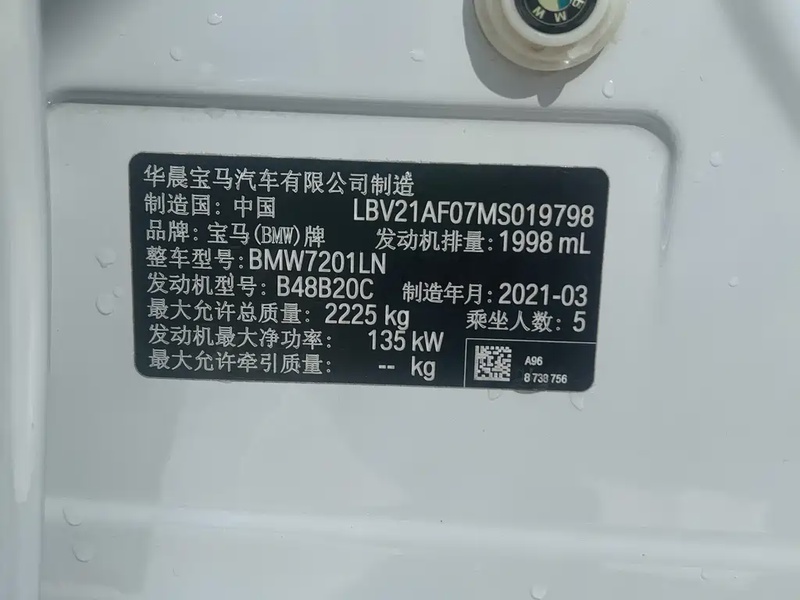 BMW
华晨宝马汽车有限公司制造
制造国: 中国 LBV21AF07MS019798
品牌: 宝马(BMW)牌 发动机排量: 1998 mL
整车型号: BMW7201LN
发动机型号: B48B20C 制造年月: 2021-03
最大允许总质量: 2225 kg 乘坐人数: 5
发动机最大净功率: 135 kW
最大允许牵引质量: -- kg
A96
8 738 756